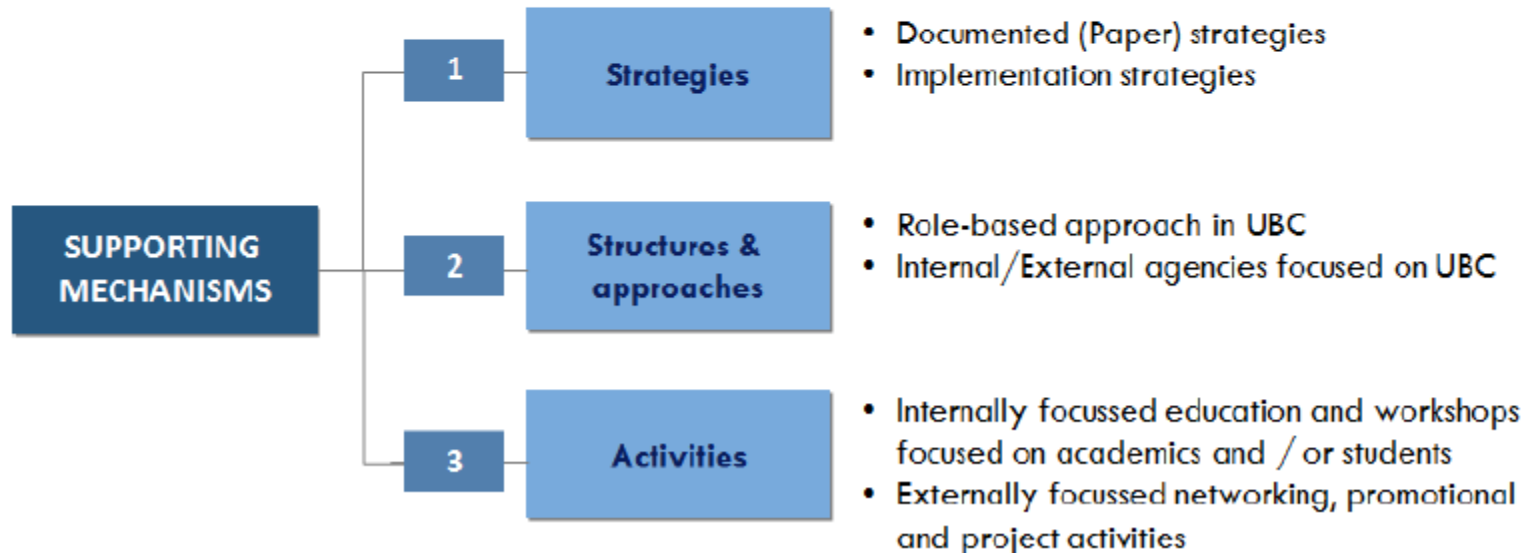 SUPPORTING
MECHANISMS
1
Strategies
• Documented (Paper) strategies
• Implementation strategies
2
Structures &
approaches
• Role-based approach in UBC
• Internal/External agencies focused on UBC
3
Activities
• Internally focussed education and workshops
focused on academics and / or students
• Externally focussed networking, promotional
and project activities